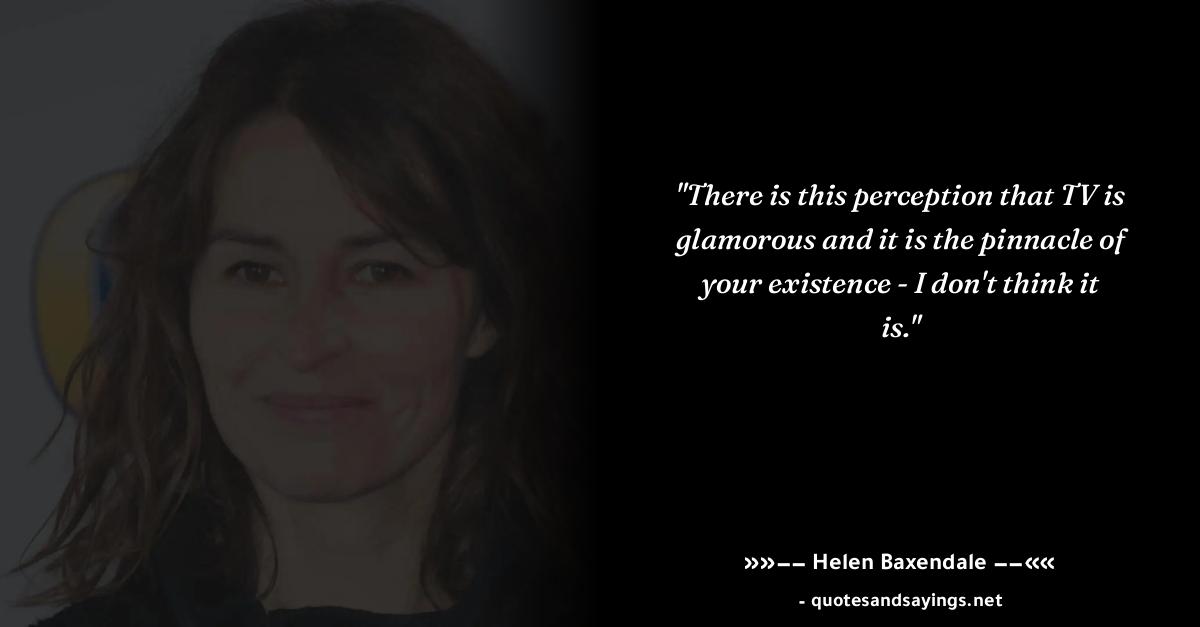 "There is this perception that TV is
glamorous and it is the pinnacle of
your existence - I don't think it
is."
»»−− Helen Baxendale −−««
- quotesandsayings.net